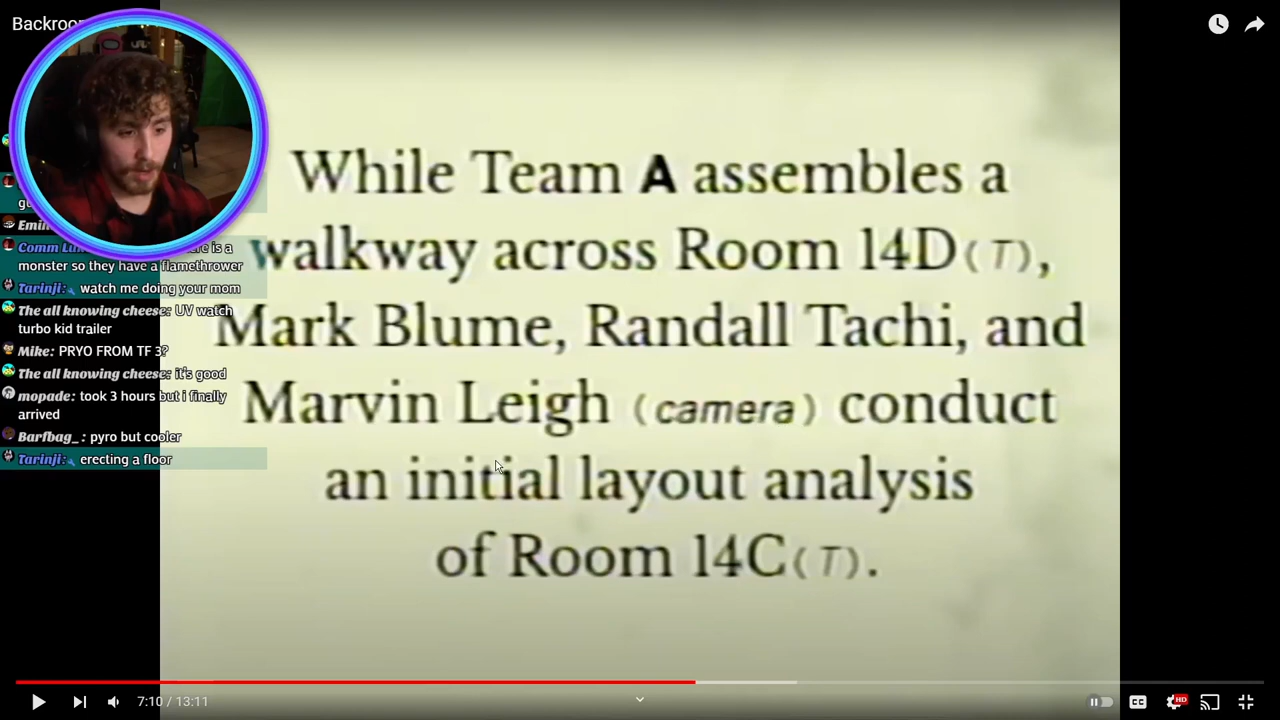 While Team A assembles a
walkway across Room 14D(T),
Mark Blume, Randall Tachi, and
Marvin Leigh (camera) conduct
an initial layout analysis
of Room 14C(T).
re is a
monster so they have a flamethrower
Tarinji: watch me doing your mom
The all knowing cheese: UV watch
turbo kid trailer
Mike: PRYO FROM TF 3?
The all knowing cheese: it's good
mopade: took 3 hours but i finally
arrived
Barfbag_ : pyro but cooler
Tarinji: erecting a floor
7:10 / 13:11
CC
HD